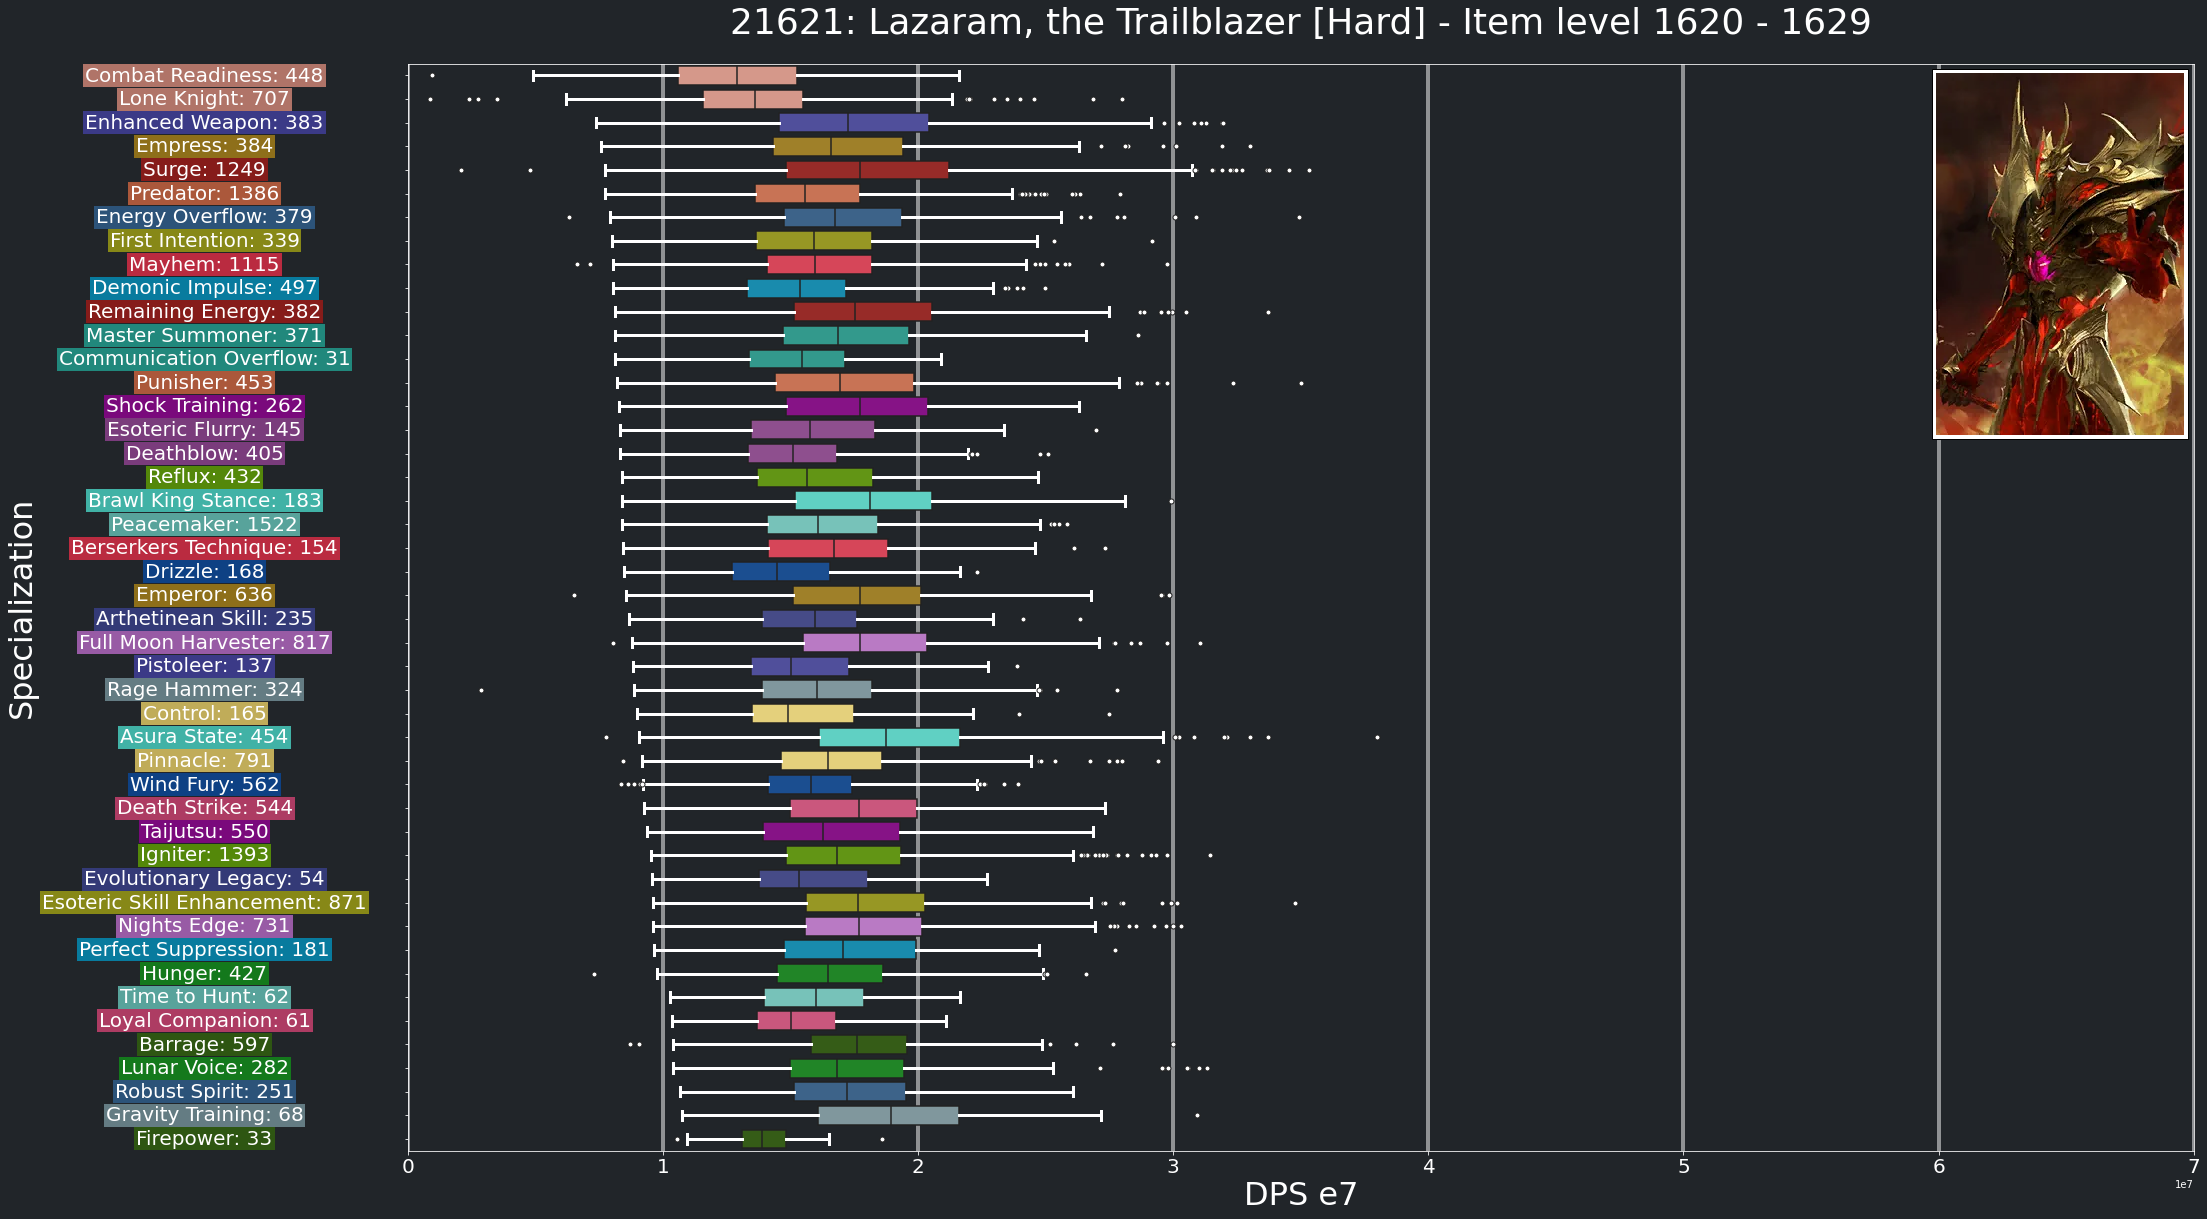 21621: Lazaram, the Trailblazer [Hard] - Item level 1620 - 1629
Specialization
Combat Readiness: 448
Lone Knight: 707
Enhanced Weapon: 383
Empress: 384
Surge: 1249
Predator: 1386
Energy Overflow: 379
First Intention: 339
Mayhem: 1115
Demonic Impulse: 497
Remaining Energy: 382
Master Summoner: 371
Communication Overflow: 31
Punisher: 453
Shock Training: 262
Esoteric Flurry: 145
Deathblow: 405
Reflux: 432
Brawl King Stance: 183
Peacemaker: 1522
Berserkers Technique: 154
Drizzle: 168
Emperor: 636
Arthetinean Skill: 235
Full Moon Harvester: 817
Pistoleer: 137
Rage Hammer: 324
Control: 165
Asura State: 454
Pinnacle: 791
Wind Fury: 562
Death Strike: 544
Taijutsu: 550
Igniter: 1393
Evolutionary Legacy: 54
Esoteric Skill Enhancement: 871
Nights Edge: 731
Perfect Suppression: 181
Hunger: 427
Time to Hunt: 62
Loyal Companion: 61
Barrage: 597
Lunar Voice: 282
Robust Spirit: 251
Gravity Training: 68
Firepower: 33
0 1 2 3 4 5 6 7
1e7
DPS e7